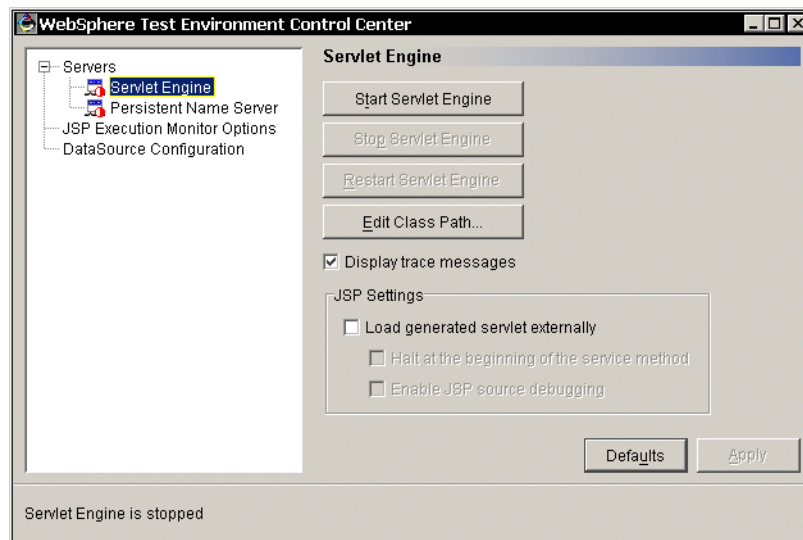 WebSphere Test Environment Control Center
Servers
Servlet Engine
Persistent Name Server
JSP Execution Monitor Options
DataSource Configuration
Servlet Engine
Start Servlet Engine
Stop Servlet Engine
Restart Servlet Engine
Edit Class Path...
Display trace messages
JSP Settings
Load generated servlet externally
Halt at the beginning of the service method
Enable JSP source debugging
Defaults
Apply
Servlet Engine is stopped